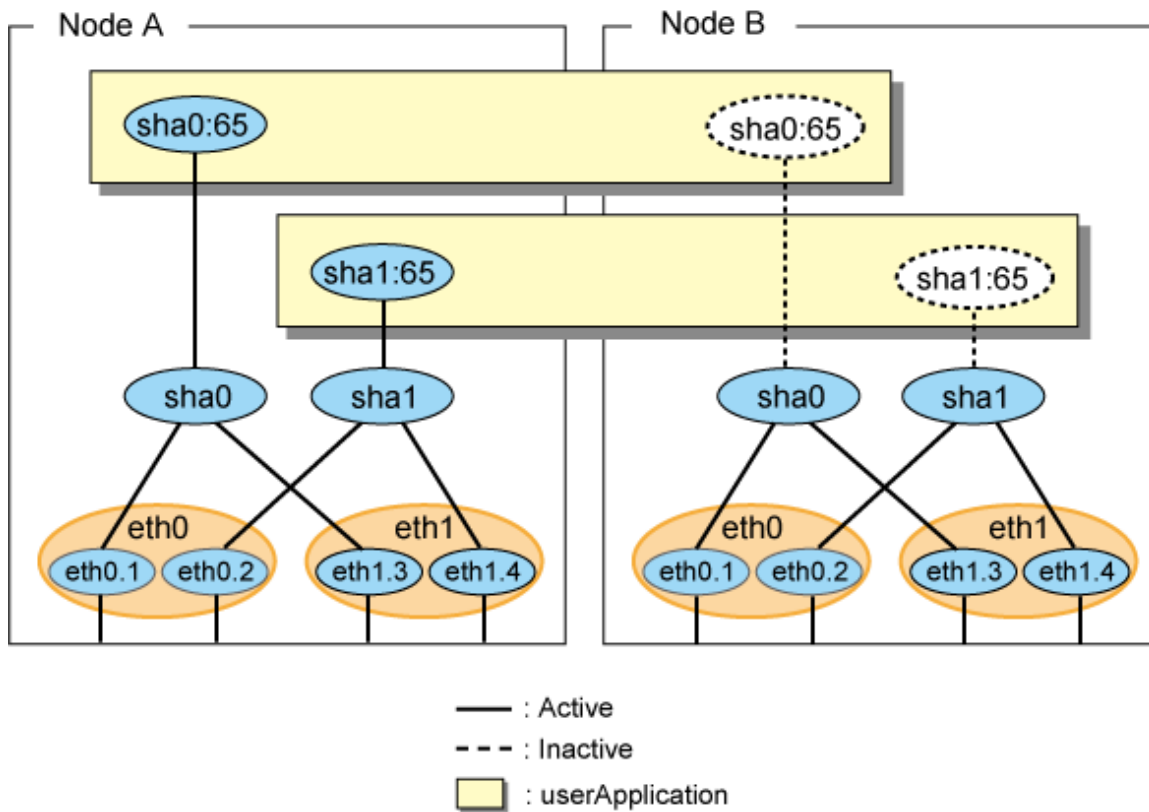 Node A
Node B
sha0:65
sha0:65
sha1:65
sha1:65
sha0
sha1
sha0
sha1
eth0
eth1
eth0
eth1
eth0.1
eth0.2
eth1.3
eth1.4
eth0.1
eth0.2
eth1.3
eth1.4
: Active
: Inactive
: userApplication